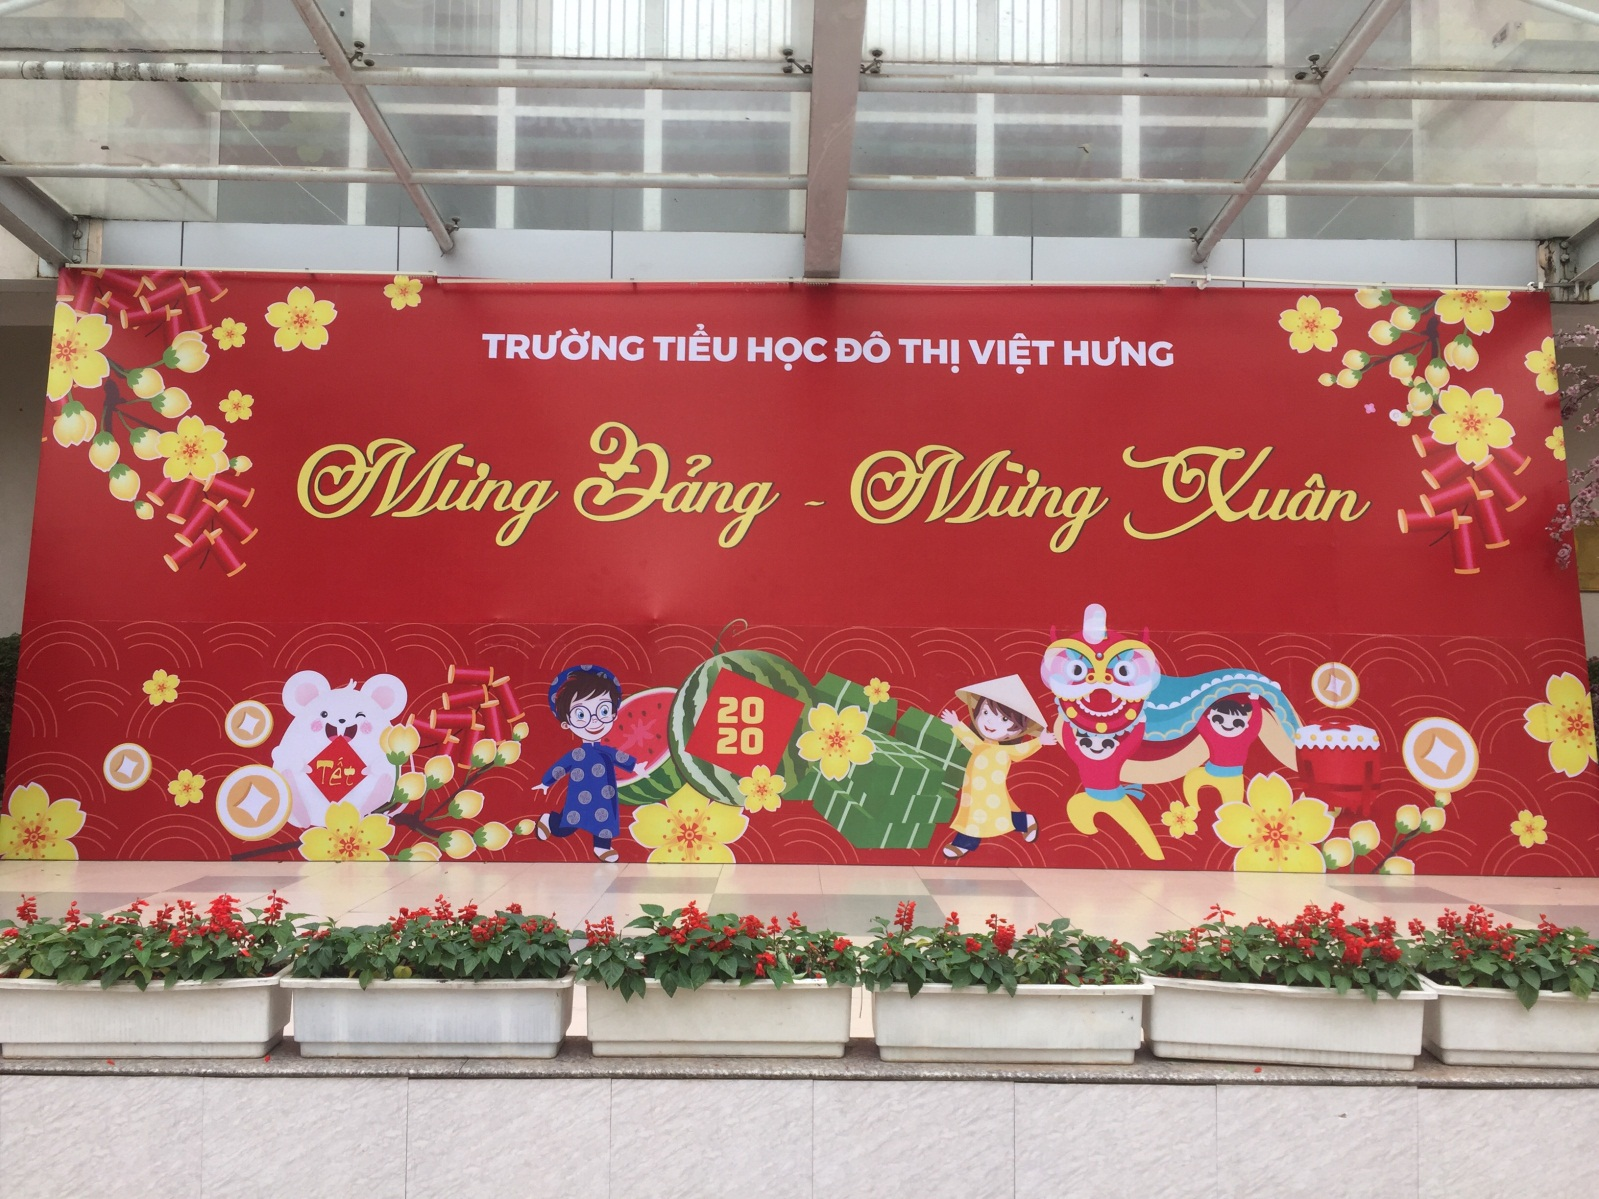 TRƯỜNG TIỂU HỌC ĐÔ THỊ VIỆT HƯNG
Mừng Đảng - Mừng Xuân
Tết
20
20